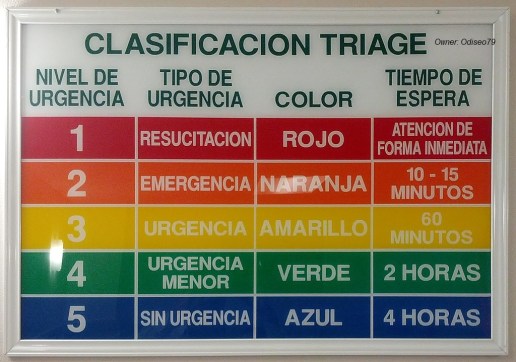 CLASIFICACION TRIAGE
Owner: Odiseo79
NIVEL DE URGENCIA TIPO DE URGENCIA COLOR TIEMPO DE ESPERA
1 RESUCITACION ROJO ATENCION DE FORMA INMEDIATA
2 EMERGENCIA NARANJA 10 - 15 MINUTOS
3 URGENCIA AMARILLO 60 MINUTOS
4 URGENCIA MENOR VERDE 2 HORAS
5 SIN URGENCIA AZUL 4 HORAS